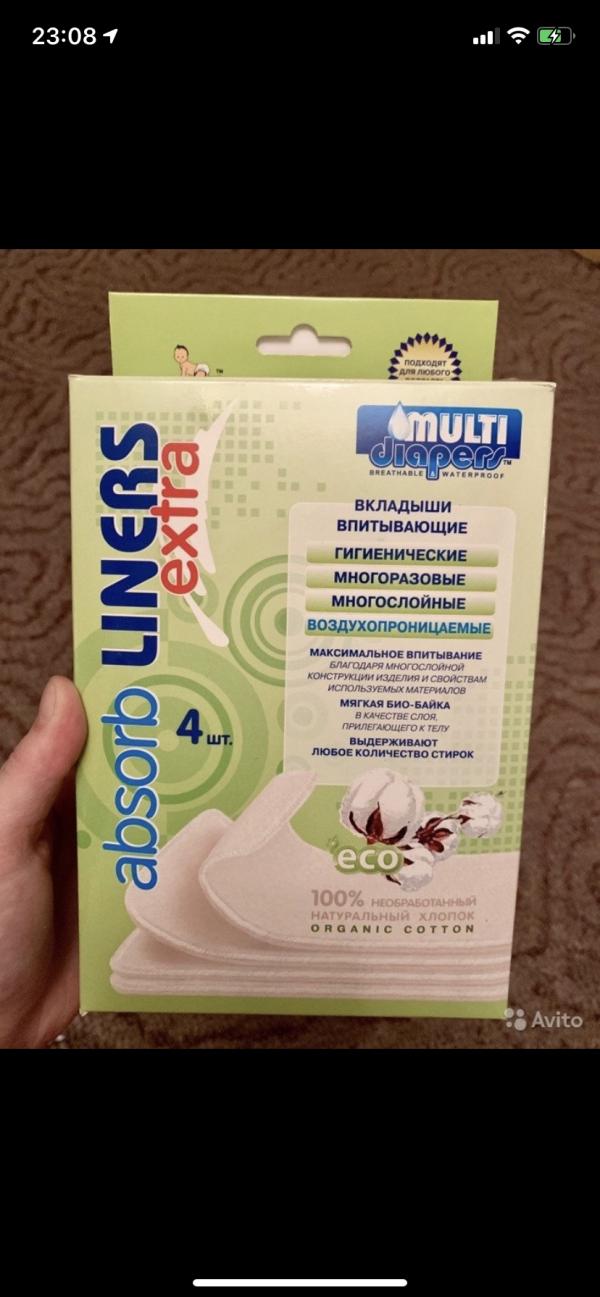 23:08
ПОДХОДЯТ
ДЛЯ ЛЮБОГО
TM
absorb LINERS
extra
4 шт.
MULTI
diapers TM
BREATHABLE WATERPROOF
ВКЛАДЫШИ
ВПИТЫВАЮЩИЕ
ГИГИЕНИЧЕСКИЕ
МНОГОРАЗОВЫЕ
МНОГОСЛОЙНЫЕ
ВОЗДУХОПРОНИЦАЕМЫЕ
МАКСИМАЛЬНОЕ ВПИТЫВАНИЕ
БЛАГОДАРЯ МНОГОСЛОЙНОЙ
КОНСТРУКЦИИ ИЗДЕЛИЯ И СВОЙСТВАМ
ИСПОЛЬЗУЕМЫХ МАТЕРИАЛОВ
МЯГКАЯ БИО-БАЙКА
В КАЧЕСТВЕ СЛОЯ,
ПРИЛЕГАЮЩЕГО К ТЕЛУ
ВЫДЕРЖИВАЮТ
ЛЮБОЕ КОЛИЧЕСТВО СТИРОК
eco
100% НЕОБРАБОТАННЫЙ
НАТУРАЛЬНЫЙ ХЛОПОК
ORGANIC COTTON
Avito